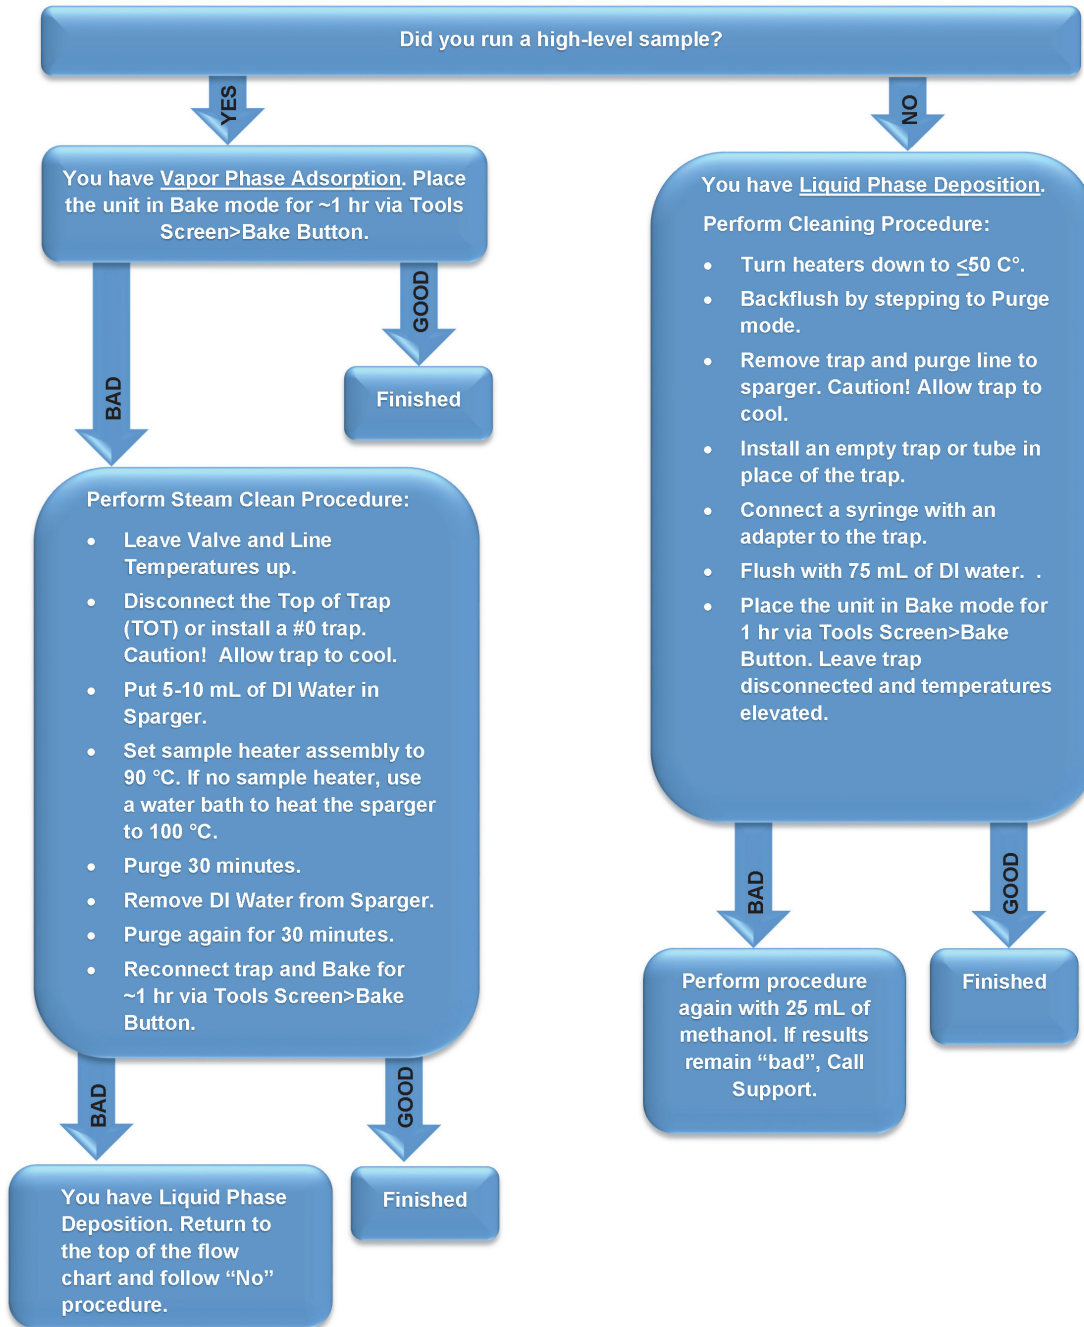 Did you run a high-level sample?
YES
NO
You have Vapor Phase Adsorption. Place
the unit in Bake mode for ~1 hr via Tools
Screen>Bake Button.
BAD
GOOD
Finished
Perform Steam Clean Procedure:
• Leave Valve and Line
Temperatures up.
• Disconnect the Top of Trap
(TOT) or install a #0 trap.
Caution!  Allow trap to cool.
• Put 5-10 mL of DI Water in
Sparger.
• Set sample heater assembly to
90 °C. If no sample heater, use
a water bath to heat the sparger
to 100 °C.
• Purge 30 minutes.
• Remove DI Water from Sparger.
• Purge again for 30 minutes.
• Reconnect trap and Bake for
~1 hr via Tools Screen>Bake
Button.
BAD
GOOD
You have Liquid Phase
Deposition. Return to
the top of the flow
chart and follow “No”
procedure.
Finished
You have Liquid Phase Deposition.
Perform Cleaning Procedure:
• Turn heaters down to ≤50 C°.
• Backflush by stepping to Purge
mode.
• Remove trap and purge line to
sparger. Caution! Allow trap to
cool.
• Install an empty trap or tube in
place of the trap.
• Connect a syringe with an
adapter to the trap.
• Flush with 75 mL of DI water. .
• Place the unit in Bake mode for
1 hr via Tools Screen>Bake
Button. Leave trap
disconnected and temperatures
elevated.
BAD
GOOD
Perform procedure
again with 25 mL of
methanol. If results
remain “bad”, Call
Support.
Finished